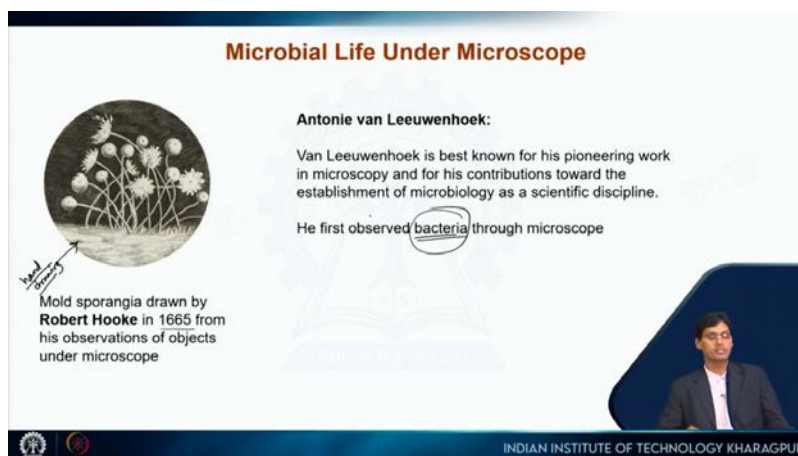 Microbial Life Under Microscope
Antonie van Leeuwenhoek:
Van Leeuwenhoek is best known for his pioneering work
in microscopy and for his contributions toward the
establishment of microbiology as a scientific discipline.
He first observed bacteria through microscope
hand
drawing
Mold sporangia drawn by
Robert Hooke in 1665 from
his observations of objects
under microscope
INDIAN INSTITUTE OF TECHNOLOGY KHARAGPUR